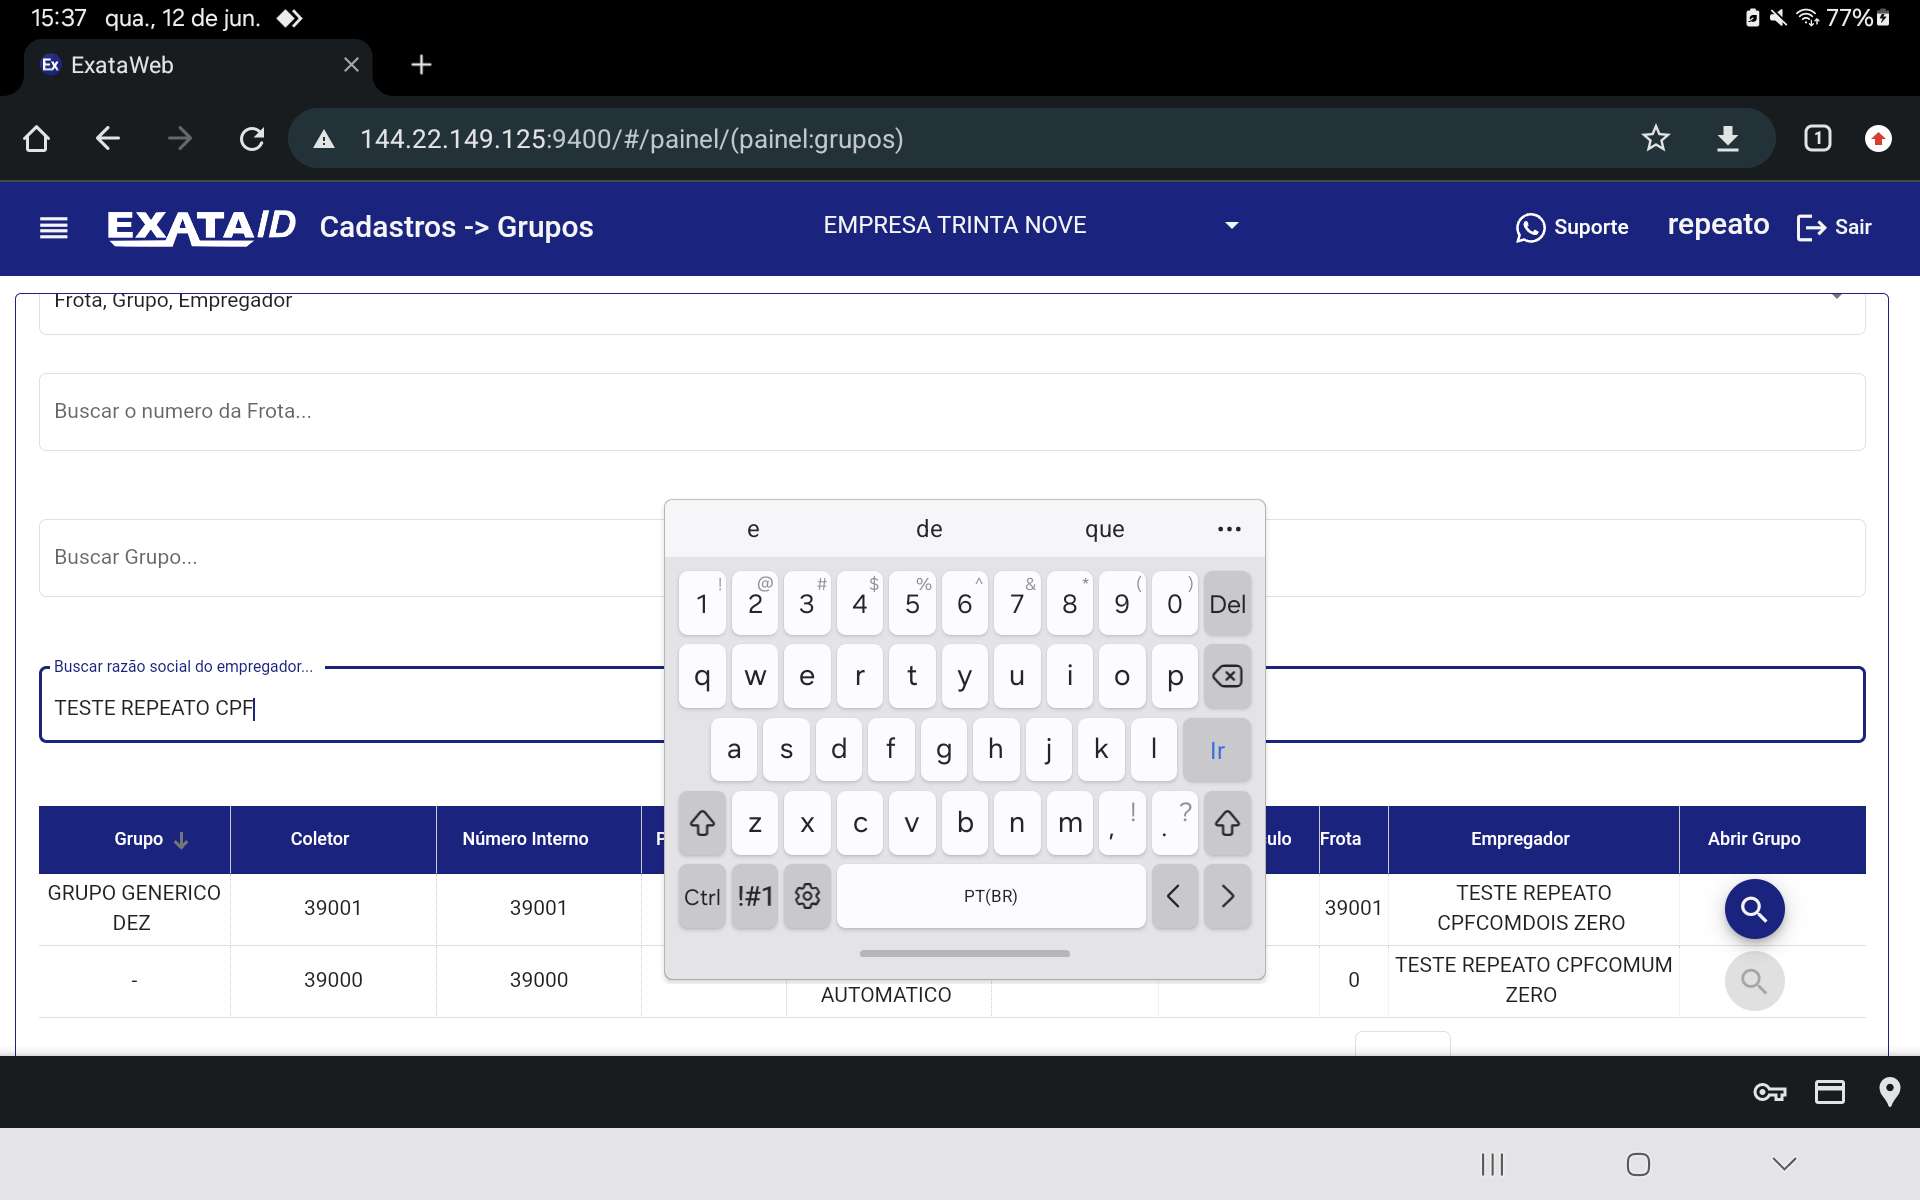 15:37 qua., 12 de jun. 77%
Ex ExataWeb
144.22.149.125:9400/#/painel/(painel:grupos) 1
EXATA/D Cadastros -> Grupos EMPRESA TRINTA NOVE Suporte repeato Sair
Frota, Grupo, Empregador
Buscar o numero da Frota...
Buscar Grupo...
Buscar razão social do empregador...
TESTE REPEATO CPF
e de que ...
! @ # $ % ^ & * ( )
1 2 3 4 5 6 7 8 9 0 Del
q w e r t y u i o p
a s d f g h j k l Ir
z x c v b n m , ! . ?
Ctrl !#1 PT(BR) < >
Grupo Coletor Número Interno Frota Empregador Abrir Grupo
GRUPO GENERICO DEZ 39001 39001 39001 TESTE REPEATO
CPFCOMDOIS ZERO
- 39000 39000 AUTOMATICO 0 TESTE REPEATO CPFCOMUM
ZERO